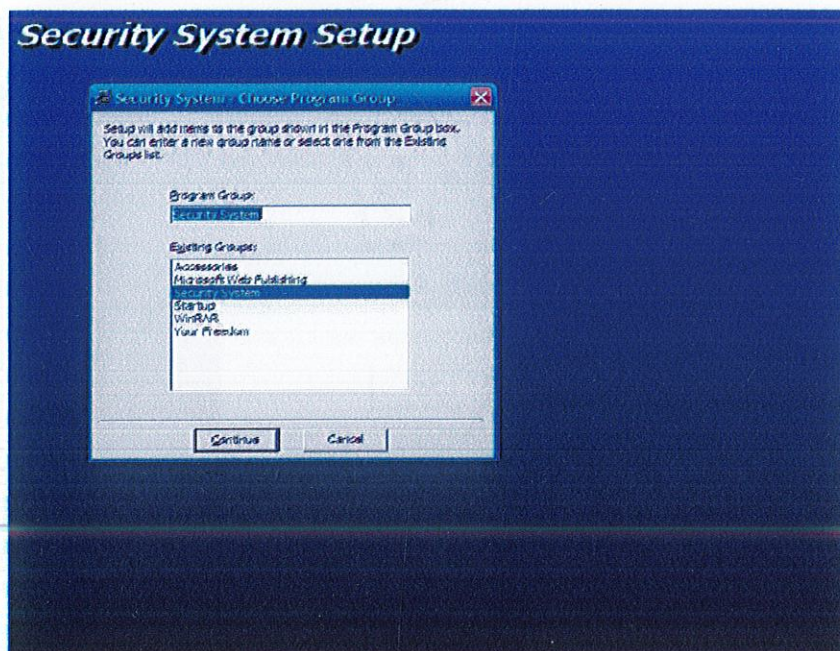 Security System Setup
Security System - Choose Program Group
Setup will add items to the group shown in the Program Group box.
You can enter a new group name or select one from the Existing
Groups list.
Program Group:
Security System
Existing Groups:
Accessories
Microsoft Web Publishing
Security System
Startup
WinRAR
Your Freedom
Continue
Cancel